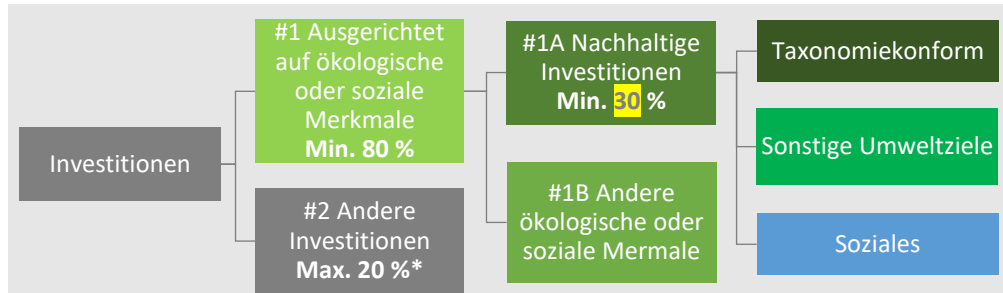 Investitionen
#1 Ausgerichtet
auf ökologische
oder soziale
Merkmale
Min. 80 %
#2 Andere
Investitionen
Max. 20 %*
#1A Nachhaltige
Investitionen
Min. 30 %
#1B Andere
ökologische oder
soziale Mermale
Taxonomiekonform
Sonstige Umweltziele
Soziales